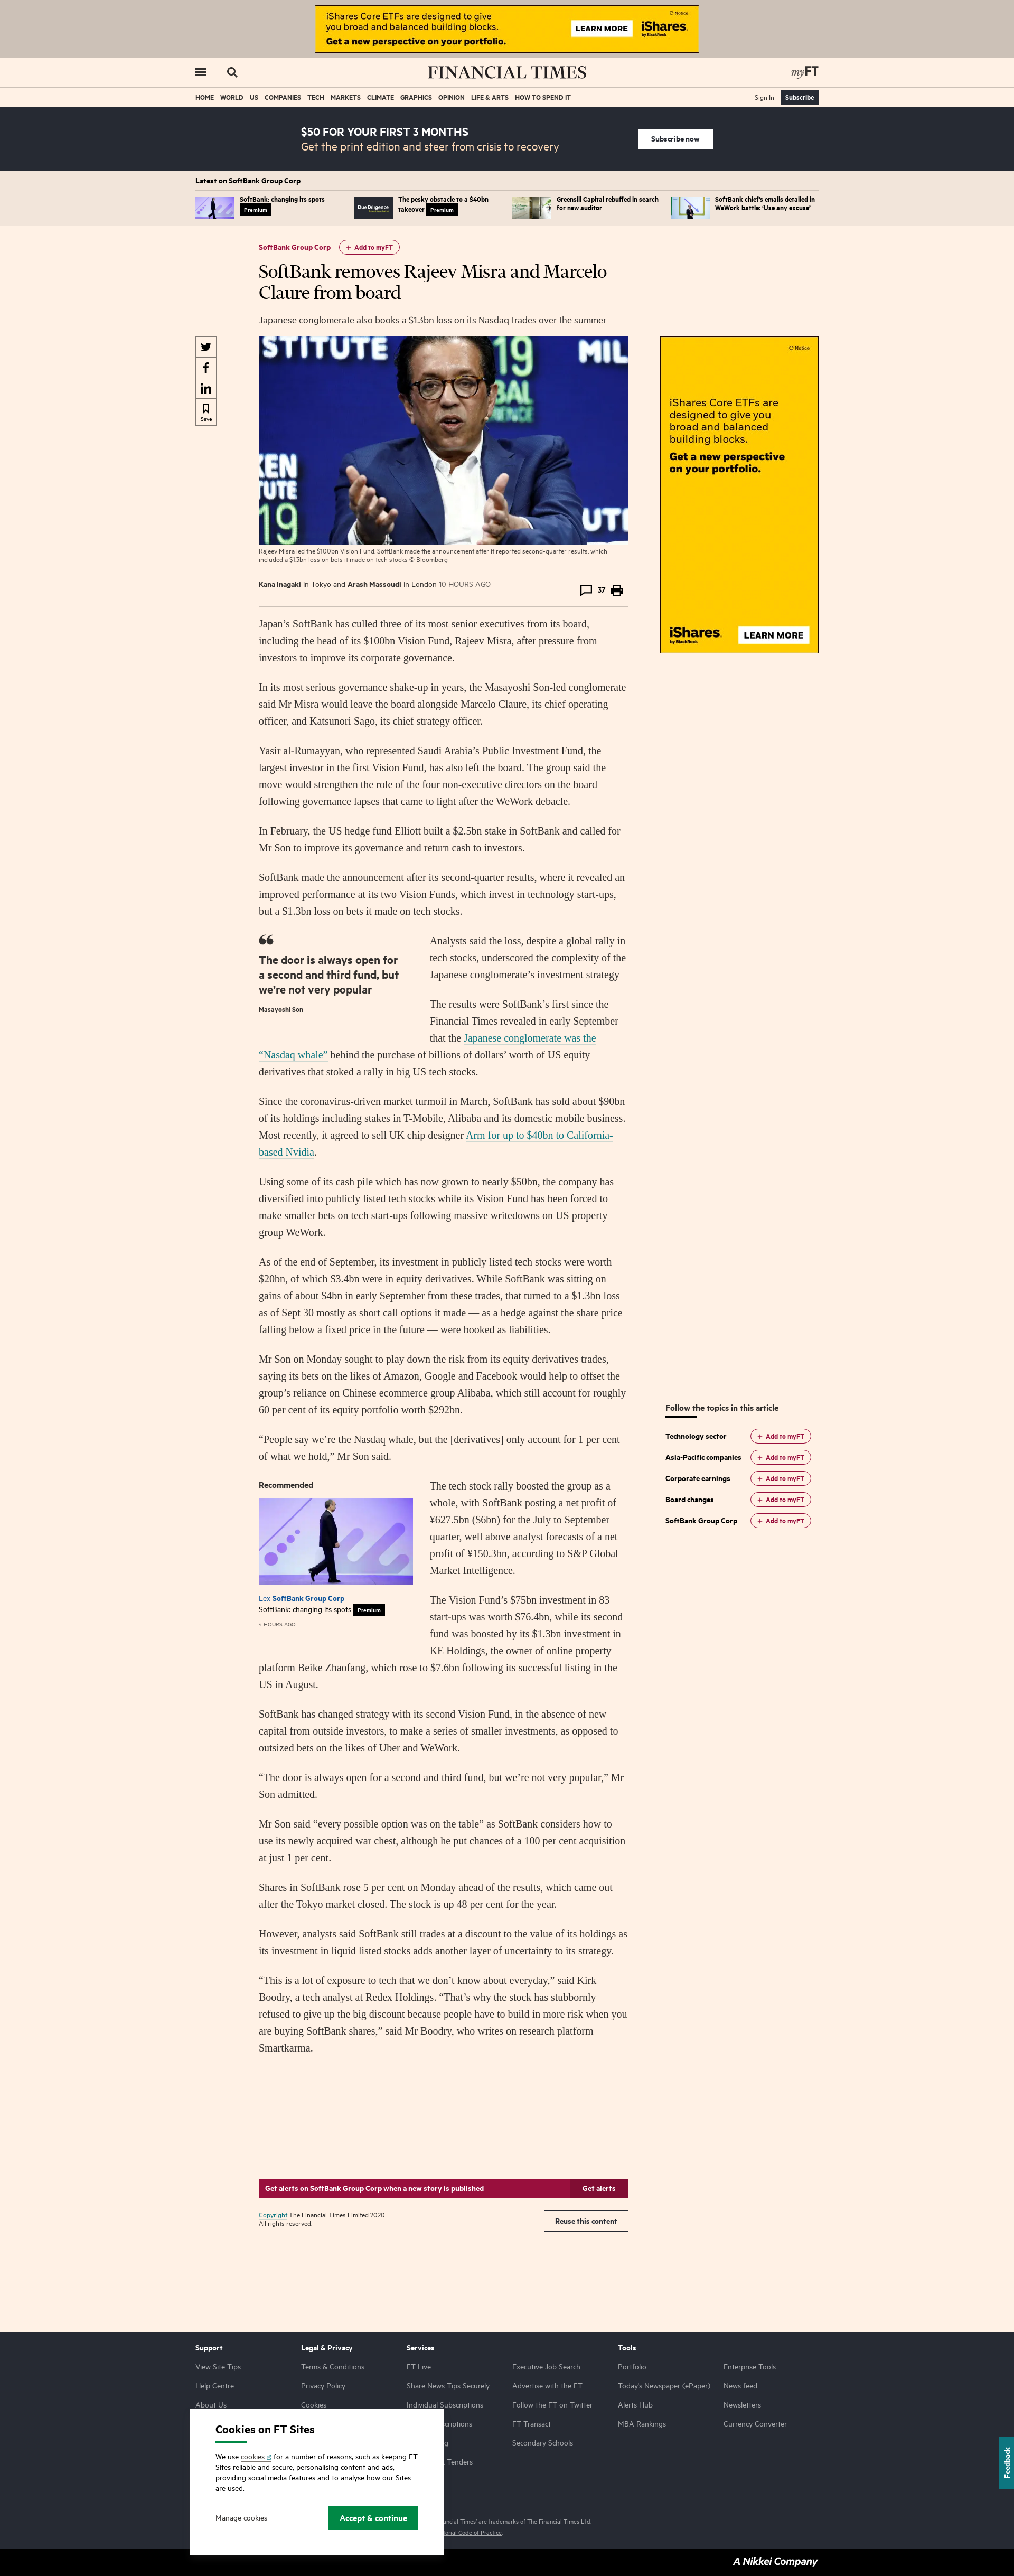 iShares Core ETFs are designed to give
you broad and balanced building blocks.
Get a new perspective on your portfolio.
LEARN MORE
Notice
iShares.
by BlackRock
FINANCIAL TIMES
myFT
HOME WORLD US COMPANIES TECH MARKETS CLIMATE GRAPHICS OPINION LIFE & ARTS HOW TO SPEND IT
Sign In Subscribe
$50 FOR YOUR FIRST 3 MONTHS
Get the print edition and steer from crisis to recovery
Subscribe now
Latest on SoftBank Group Corp
SoftBank: changing its spots
Premium
Due Diligence
The pesky obstacle to a $40bn
takeover Premium
Greensill Capital rebuffed in search
for new auditor
SoftBank chief's emails detailed in
WeWork battle: ‘Use any excuse’
SoftBank Group Corp + Add to myFT
SoftBank removes Rajeev Misra and Marcelo
Claure from board
Japanese conglomerate also books a $1.3bn loss on its Nasdaq trades over the summer
Save
STITUTE
19
MIL
KEN
TUTE
19
INSTITUTE
GLOBAL
CONFERENCE
UTE
Rajeev Misra led the $100bn Vision Fund. SoftBank made the announcement after it reported second-quarter results, which
included a $1.3bn loss on bets it made on tech stocks © Bloomberg
Kana Inagaki in Tokyo and Arash Massoudi in London 10 HOURS AGO
37
Notice
iShares Core ETFs are
designed to give you
broad and balanced
building blocks.
Get a new perspective
on your portfolio.
iShares.
by BlackRock
LEARN MORE
Japan’s SoftBank has culled three of its most senior executives from its board,
including the head of its $100bn Vision Fund, Rajeev Misra, after pressure from
investors to improve its corporate governance.
In its most serious governance shake-up in years, the Masayoshi Son-led conglomerate
said Mr Misra would leave the board alongside Marcelo Claure, its chief operating
officer, and Katsunori Sago, its chief strategy officer.
Yasir al-Rumayyan, who represented Saudi Arabia’s Public Investment Fund, the
largest investor in the first Vision Fund, has also left the board. The group said the
move would strengthen the role of the four non-executive directors on the board
following governance lapses that came to light after the WeWork debacle.
In February, the US hedge fund Elliott built a $2.5bn stake in SoftBank and called for
Mr Son to improve its governance and return cash to investors.
SoftBank made the announcement after its second-quarter results, where it revealed an
improved performance at its two Vision Funds, which invest in technology start-ups,
but a $1.3bn loss on bets it made on tech stocks.
The door is always open for
a second and third fund, but
we’re not very popular
Masayoshi Son
Analysts said the loss, despite a global rally in
tech stocks, underscored the complexity of the
Japanese conglomerate’s investment strategy
The results were SoftBank’s first since the
Financial Times revealed in early September
that the Japanese conglomerate was the
“Nasdaq whale” behind the purchase of billions of dollars’ worth of US equity
derivatives that stoked a rally in big US tech stocks.
Since the coronavirus-driven market turmoil in March, SoftBank has sold about $90bn
of its holdings including stakes in T-Mobile, Alibaba and its domestic mobile business.
Most recently, it agreed to sell UK chip designer Arm for up to $40bn to California-
based Nvidia.
Using some of its cash pile which has now grown to nearly $50bn, the company has
diversified into publicly listed tech stocks while its Vision Fund has been forced to
make smaller bets on tech start-ups following massive writedowns on US property
group WeWork.
As of the end of September, its investment in publicly listed tech stocks were worth
$20bn, of which $3.4bn were in equity derivatives. While SoftBank was sitting on
gains of about $4bn in early September from these trades, that turned to a $1.3bn loss
as of Sept 30 mostly as short call options it made — as a hedge against the share price
falling below a fixed price in the future — were booked as liabilities.
Mr Son on Monday sought to play down the risk from its equity derivatives trades,
saying its bets on the likes of Amazon, Google and Facebook would help to offset the
group’s reliance on Chinese ecommerce group Alibaba, which still account for roughly
60 per cent of its equity portfolio worth $292bn.
“People say we’re the Nasdaq whale, but the [derivatives] only account for 1 per cent
of what we hold,” Mr Son said.
Recommended
Lex SoftBank Group Corp
SoftBank: changing its spots Premium
4 HOURS AGO
The tech stock rally boosted the group as a
whole, with SoftBank posting a net profit of
¥627.5bn ($6bn) for the July to September
quarter, well above analyst forecasts of a net
profit of ¥150.3bn, according to S&P Global
Market Intelligence.
The Vision Fund’s $75bn investment in 83
start-ups was worth $76.4bn, while its second
fund was boosted by its $1.3bn investment in
KE Holdings, the owner of online property
platform Beike Zhaofang, which rose to $7.6bn following its successful listing in the
US in August.
SoftBank has changed strategy with its second Vision Fund, in the absence of new
capital from outside investors, to make a series of smaller investments, as opposed to
outsized bets on the likes of Uber and WeWork.
“The door is always open for a second and third fund, but we’re not very popular,” Mr
Son admitted.
Mr Son said “every possible option was on the table” as SoftBank considers how to
use its newly acquired war chest, although he put chances of a 100 per cent acquisition
at just 1 per cent.
Shares in SoftBank rose 5 per cent on Monday ahead of the results, which came out
after the Tokyo market closed. The stock is up 48 per cent for the year.
However, analysts said SoftBank still trades at a discount to the value of its holdings as
its investment in liquid listed stocks adds another layer of uncertainty to its strategy.
“This is a lot of exposure to tech that we don’t know about everyday,” said Kirk
Boodry, a tech analyst at Redex Holdings. “That’s why the stock has stubbornly
refused to give up the big discount because people have to build in more risk when you
are buying SoftBank shares,” said Mr Boodry, who writes on research platform
Smartkarma.
Follow the topics in this article
Technology sector + Add to myFT
Asia-Pacific companies + Add to myFT
Corporate earnings + Add to myFT
Board changes + Add to myFT
SoftBank Group Corp + Add to myFT
Get alerts on SoftBank Group Corp when a new story is published Get alerts
Copyright The Financial Times Limited 2020.
All rights reserved.
Reuse this content
Support
View Site Tips
Help Centre
About Us
Legal & Privacy
Terms & Conditions
Privacy Policy
Cookies
Services
FT Live
Share News Tips Securely
Individual Subscriptions
criptions
g
Tenders
Executive Job Search
Advertise with the FT
Follow the FT on Twitter
FT Transact
Secondary Schools
Tools
Portfolio
Today's Newspaper (ePaper)
Alerts Hub
MBA Rankings
Enterprise Tools
News feed
Newsletters
Currency Converter
ancial Times’ are trademarks of The Financial Times Ltd.
torial Code of Practice.
Cookies on FT Sites
We use cookies for a number of reasons, such as keeping FT
Sites reliable and secure, personalising content and ads,
providing social media features and to analyse how our Sites
are used.
Manage cookies
Accept & continue
Feedback
A Nikkei Company